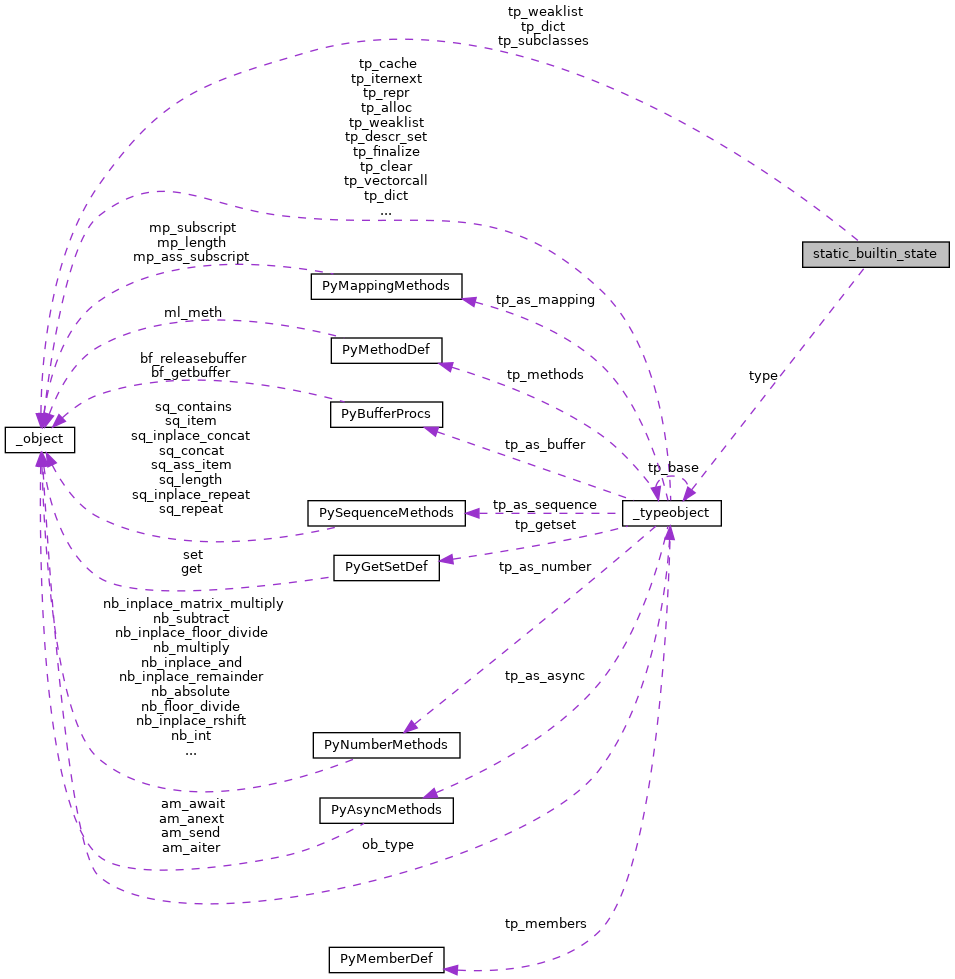 tp_weaklist
tp_dict
tp_subclasses
tp_cache
tp_iternext
tp_repr
tp_alloc
tp_weaklist
tp_descr_set
tp_finalize
tp_clear
tp_vectorcall
tp_dict
...
mp_subscript
mp_length
mp_ass_subscript
static_builtin_state
PyMappingMethods
tp_as_mapping
ml_meth
PyMethodDef
bf_releasebuffer
bf_getbuffer
tp_methods
type
sq_contains
sq_item
sq_inplace_concat
sq_concat
sq_ass_item
sq_length
sq_inplace_repeat
sq_repeat
PyBufferProcs
_object
tp_as_buffer
tp_base
PySequenceMethods
tp_as_sequence
_typeobject
tp_getset
set
get
PyGetSetDef
tp_as_number
nb_inplace_matrix_multiply
nb_subtract
nb_inplace_floor_divide
nb_multiply
nb_inplace_and
nb_inplace_remainder
nb_absolute
nb_floor_divide
nb_inplace_rshift
nb_int
...
tp_as_async
PyNumberMethods
am_await
am_anext
am_send
am_aiter
PyAsyncMethods
ob_type
tp_members
PyMemberDef